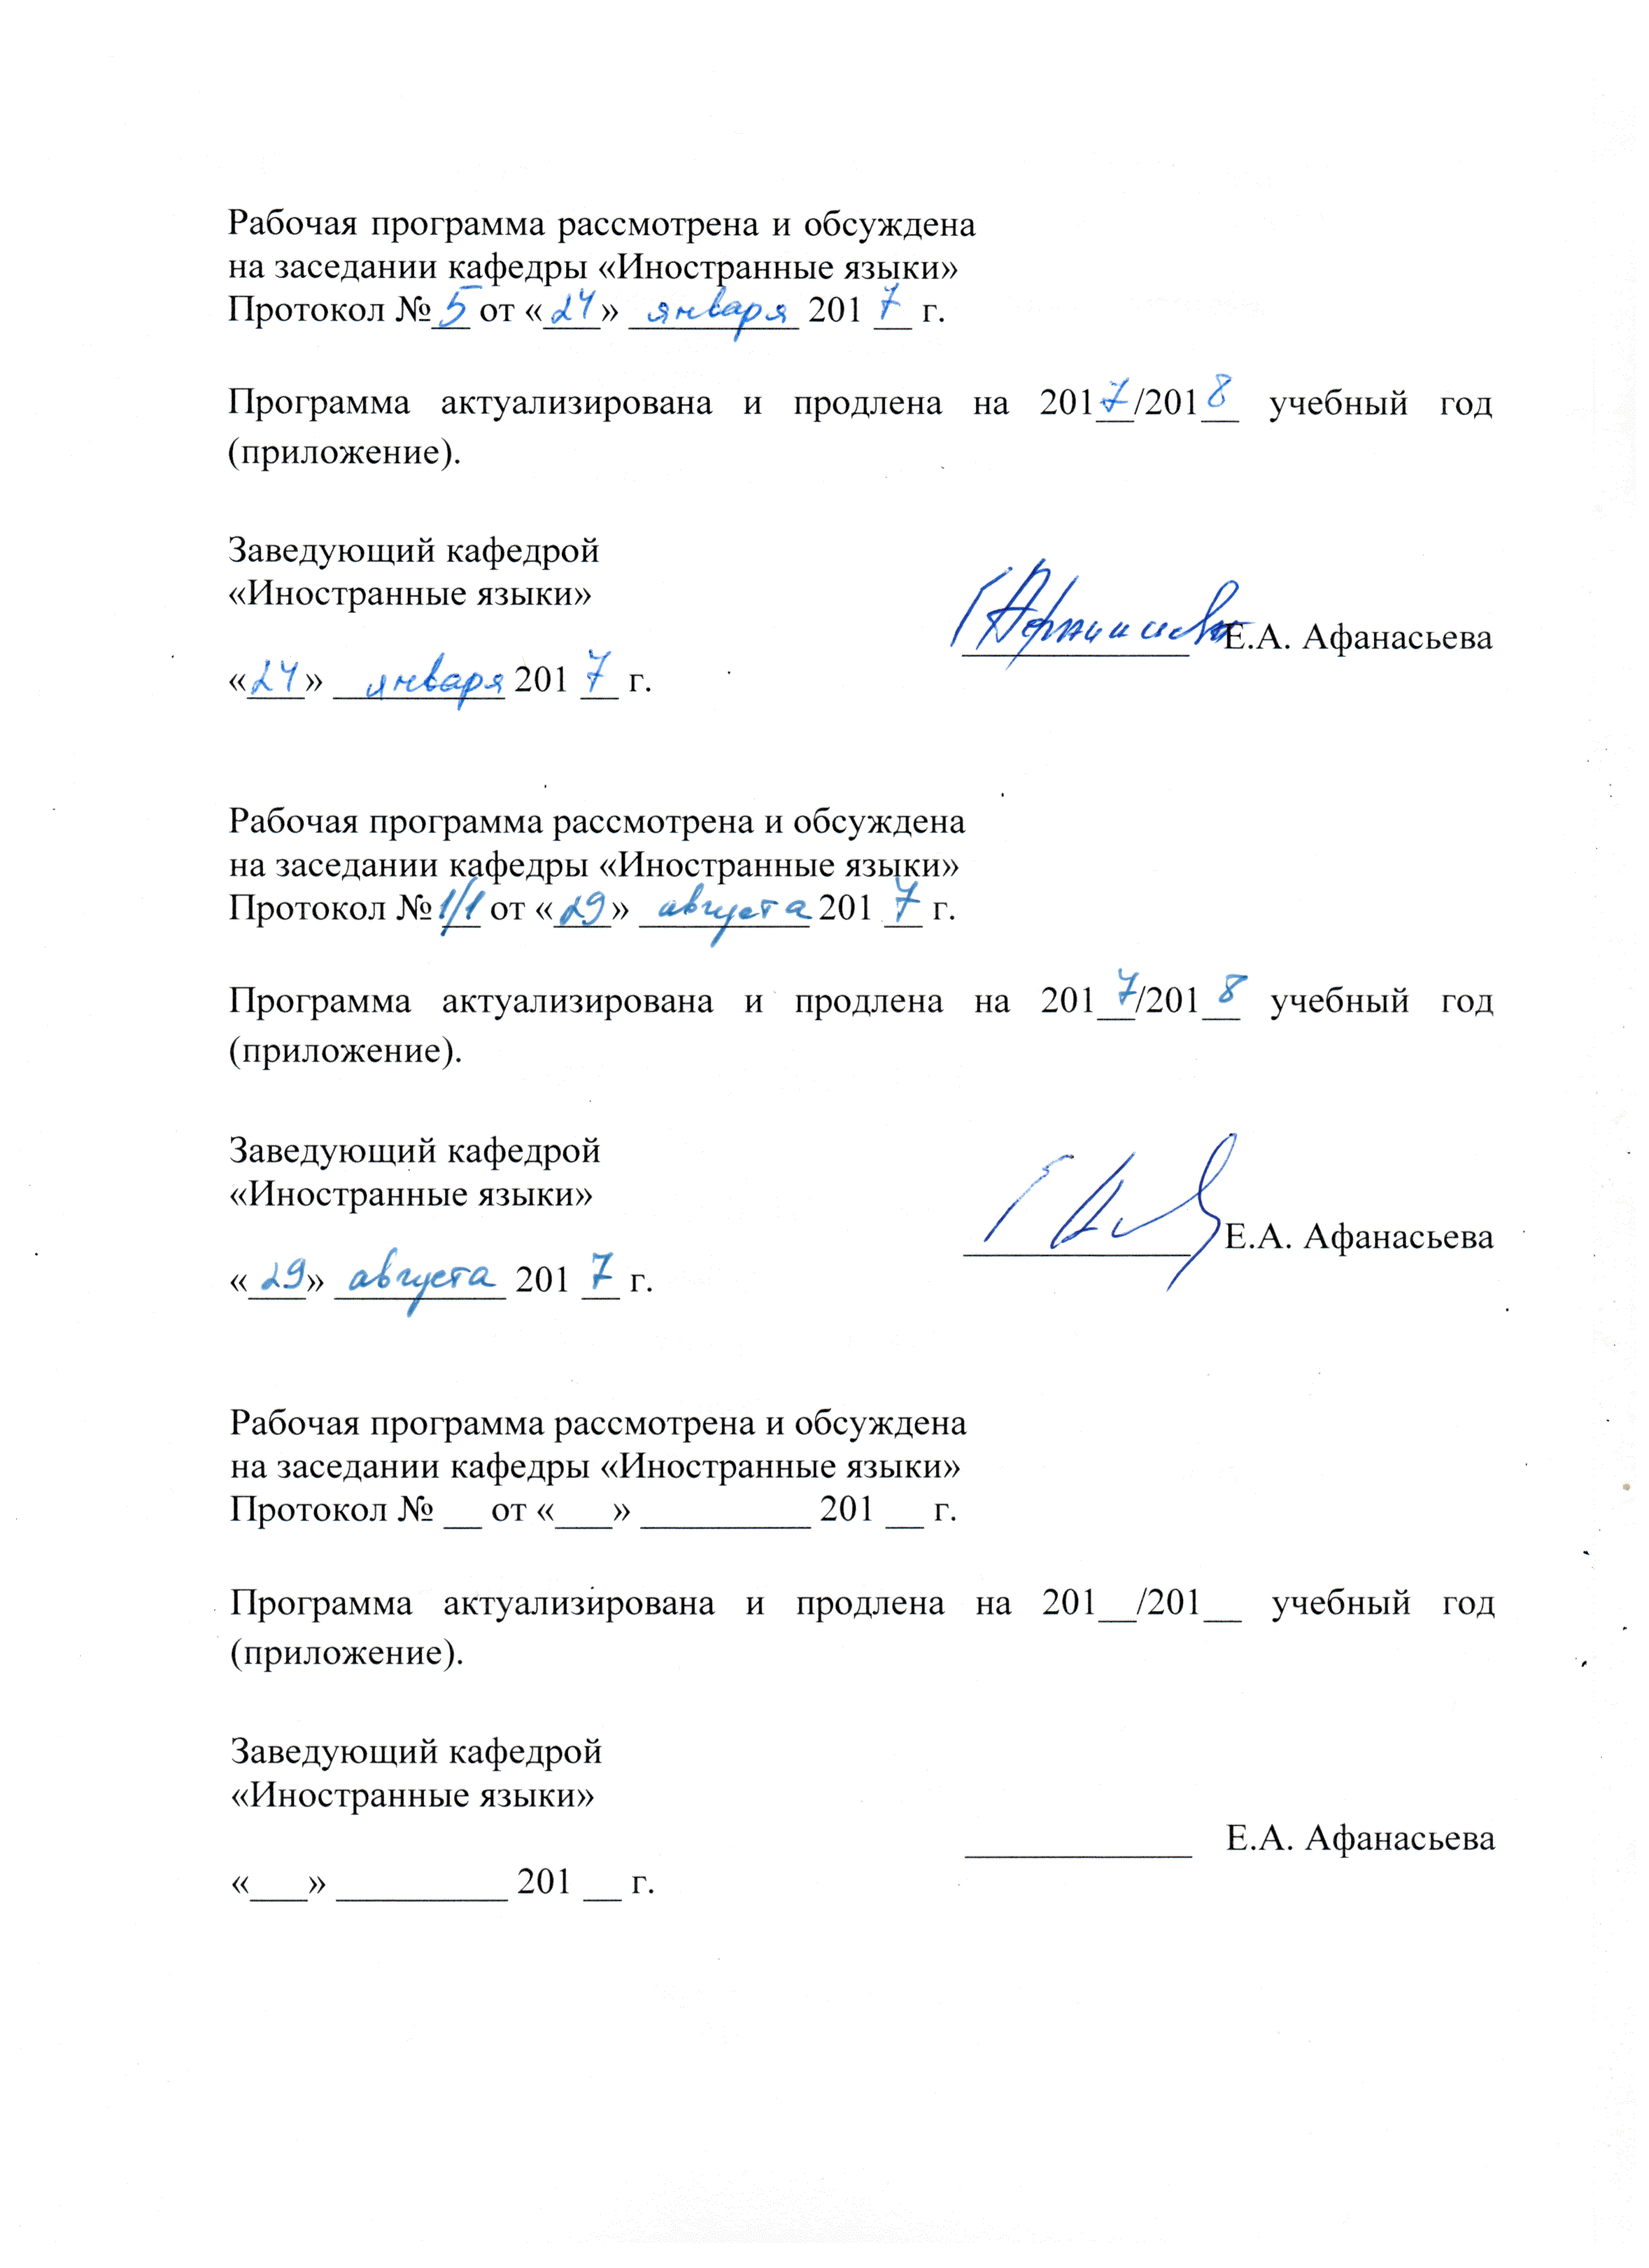 Рабочая программа рассмотрена и обсуждена
на заседании кафедры «Иностранные языки»
Протокол № 5 от «24» января 2017 г.
Программа актуализирована и продлена на 2017/2018 учебный год
(приложение).
Заведующий кафедрой
«Иностранные языки»
Е.А. Афанасьева
«24» января 2017 г.
Рабочая программа рассмотрена и обсуждена
на заседании кафедры «Иностранные языки»
Протокол № 1/1 от «29» августа 2017 г.
Программа актуализирована и продлена на 2017/2018 учебный год
(приложение).
Заведующий кафедрой
«Иностранные языки»
Е.А. Афанасьева
«29» августа 2017 г.
Рабочая программа рассмотрена и обсуждена
на заседании кафедры «Иностранные языки»
Протокол № __ от «___» _________ 201 __ г.
Программа актуализирована и продлена на 201__/201__ учебный год
(приложение).
Заведующий кафедрой
«Иностранные языки»
____________ Е.А. Афанасьева
«___» _________ 201 __ г.